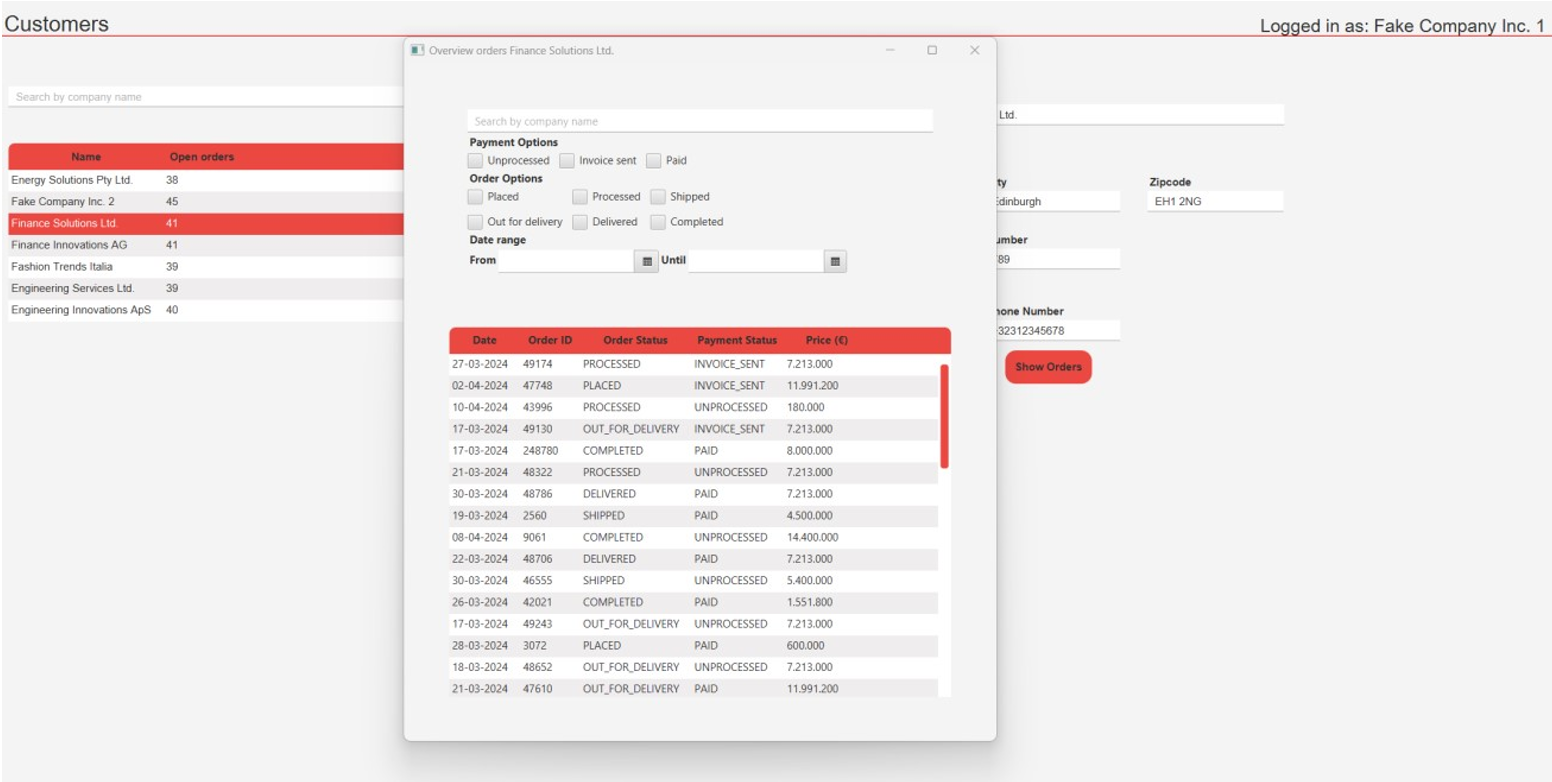 Customers
Logged in as: Fake Company Inc. 1
Search by company name
Name Open orders
Energy Solutions Pty Ltd. 38
Fake Company Inc. 2 45
Finance Solutions Ltd. 41
Finance Innovations AG 41
Fashion Trends Italia 39
Engineering Services Ltd. 39
Engineering Innovations ApS 40
Overview orders Finance Solutions Ltd.
Search by company name
Payment Options
Unprocessed Invoice sent Paid
Order Options
Placed Processed Shipped
Out for delivery Delivered Completed
Date range
From Until
Date Order ID Order Status Payment Status Price (€)
27-03-2024 49174 PROCESSED INVOICE_SENT 7.213.000
02-04-2024 47748 PLACED INVOICE_SENT 11.991.200
10-04-2024 43996 PROCESSED UNPROCESSED 180.000
17-03-2024 49130 OUT_FOR_DELIVERY INVOICE_SENT 7.213.000
17-03-2024 248780 COMPLETED PAID 8.000.000
21-03-2024 48322 PROCESSED UNPROCESSED 7.213.000
30-03-2024 48786 DELIVERED PAID 7.213.000
19-03-2024 2560 SHIPPED PAID 4.500.000
08-04-2024 9061 COMPLETED UNPROCESSED 14.400.000
22-03-2024 48706 DELIVERED PAID 7.213.000
30-03-2024 46555 SHIPPED UNPROCESSED 5.400.000
26-03-2024 42021 COMPLETED PAID 1.551.800
17-03-2024 49243 OUT_FOR_DELIVERY UNPROCESSED 7.213.000
28-03-2024 3072 PLACED PAID 600.000
18-03-2024 48652 OUT_FOR_DELIVERY UNPROCESSED 7.213.000
21-03-2024 47610 OUT_FOR_DELIVERY PAID 11.991.200
Ltd.
ty Zipcode
Edinburgh EH1 2NG
umber
789
hone Number
32312345678
Show Orders